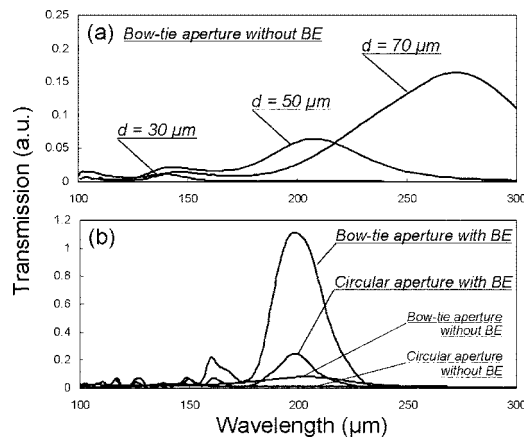 0.25
(a) Bow-tie aperture without BE
0.2
d = 70 µm
0.15
d = 50 µm
0.1
d = 30 µm
0.05
0
100 150 200 250 300
Transmission (a.u.)
1.2
(b)
Bow-tie aperture with BE
1
0.8
Circular aperture with BE
0.6
Bow-tie aperture
without BE
0.4
Circular aperture
without BE
0.2
0
100 150 200 250 300
Wavelength (µm)